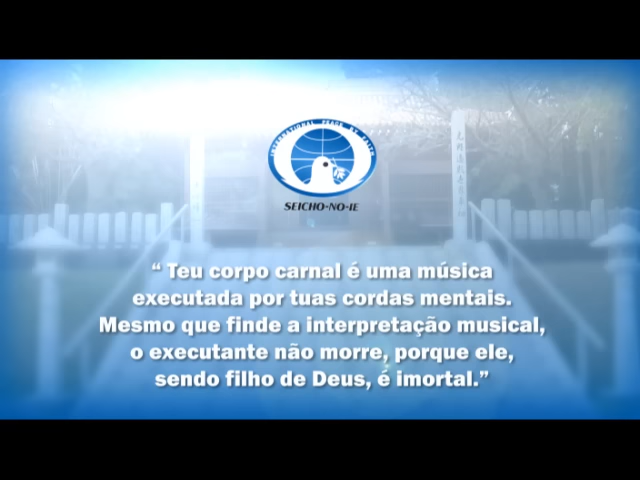 INTERNATIONAL PEACE BY FAITH
SEICHO-NO-IE
“ Teu corpo carnal é uma música
executada por tuas cordas mentais.
Mesmo que finde a interpretação musical,
o executante não morre, porque ele,
sendo filho de Deus, é imortal.”